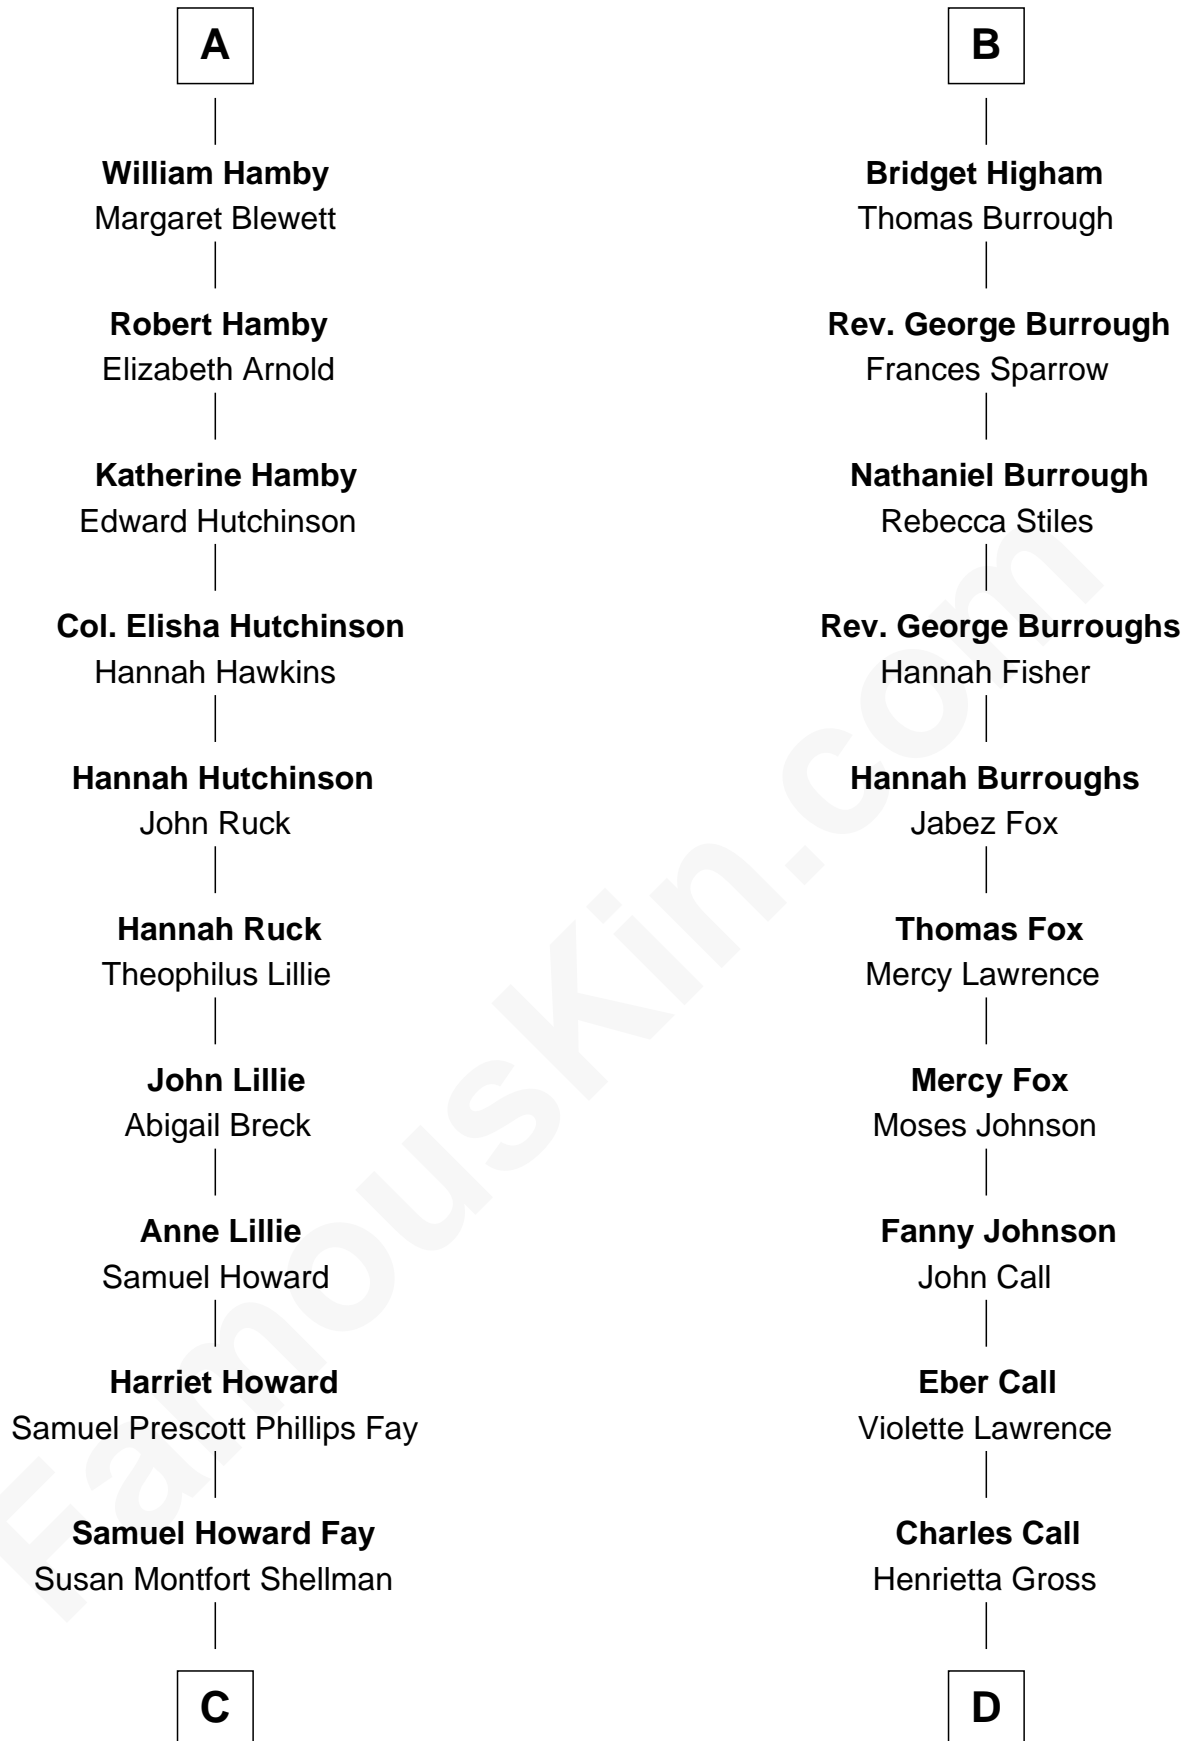 A
William Hamby
Margaret Blewett
Robert Hamby
Elizabeth Arnold
Katherine Hamby
Edward Hutchinson
Col. Elisha Hutchinson
Hannah Hawkins
Hannah Hutchinson
John Ruck
Hannah Ruck
Theophilus Lillie
John Lillie
Abigail Breck
Anne Lillie
Samuel Howard
Harriet Howard
Samuel Prescott Phillips Fay
Samuel Howard Fay
Susan Montfort Shellman
C
B
Bridget Higham
Thomas Burrough
Rev. George Burrough
Frances Sparrow
Nathaniel Burrough
Rebecca Stiles
Rev. George Burroughs
Hannah Fisher
Hannah Burroughs
Jabez Fox
Thomas Fox
Mercy Lawrence
Mercy Fox
Moses Johnson
Fanny Johnson
John Call
Eber Call
Violette Lawrence
Charles Call
Henrietta Gross
D
FamousKin.com